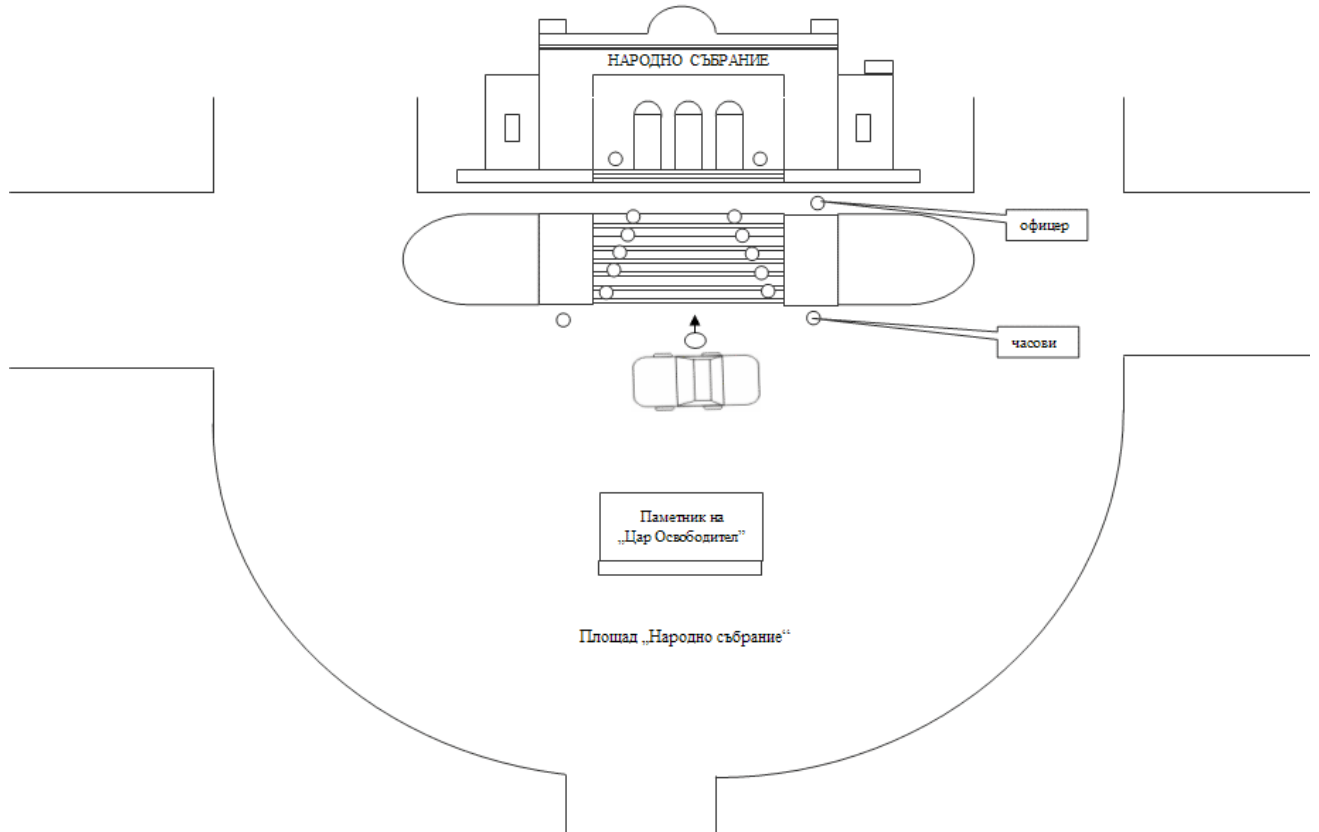 НАРОДНО СЪБРАНИЕ
офицер
часови
Паметник на
„Цар Освободител”
Площад „Народно събрание“